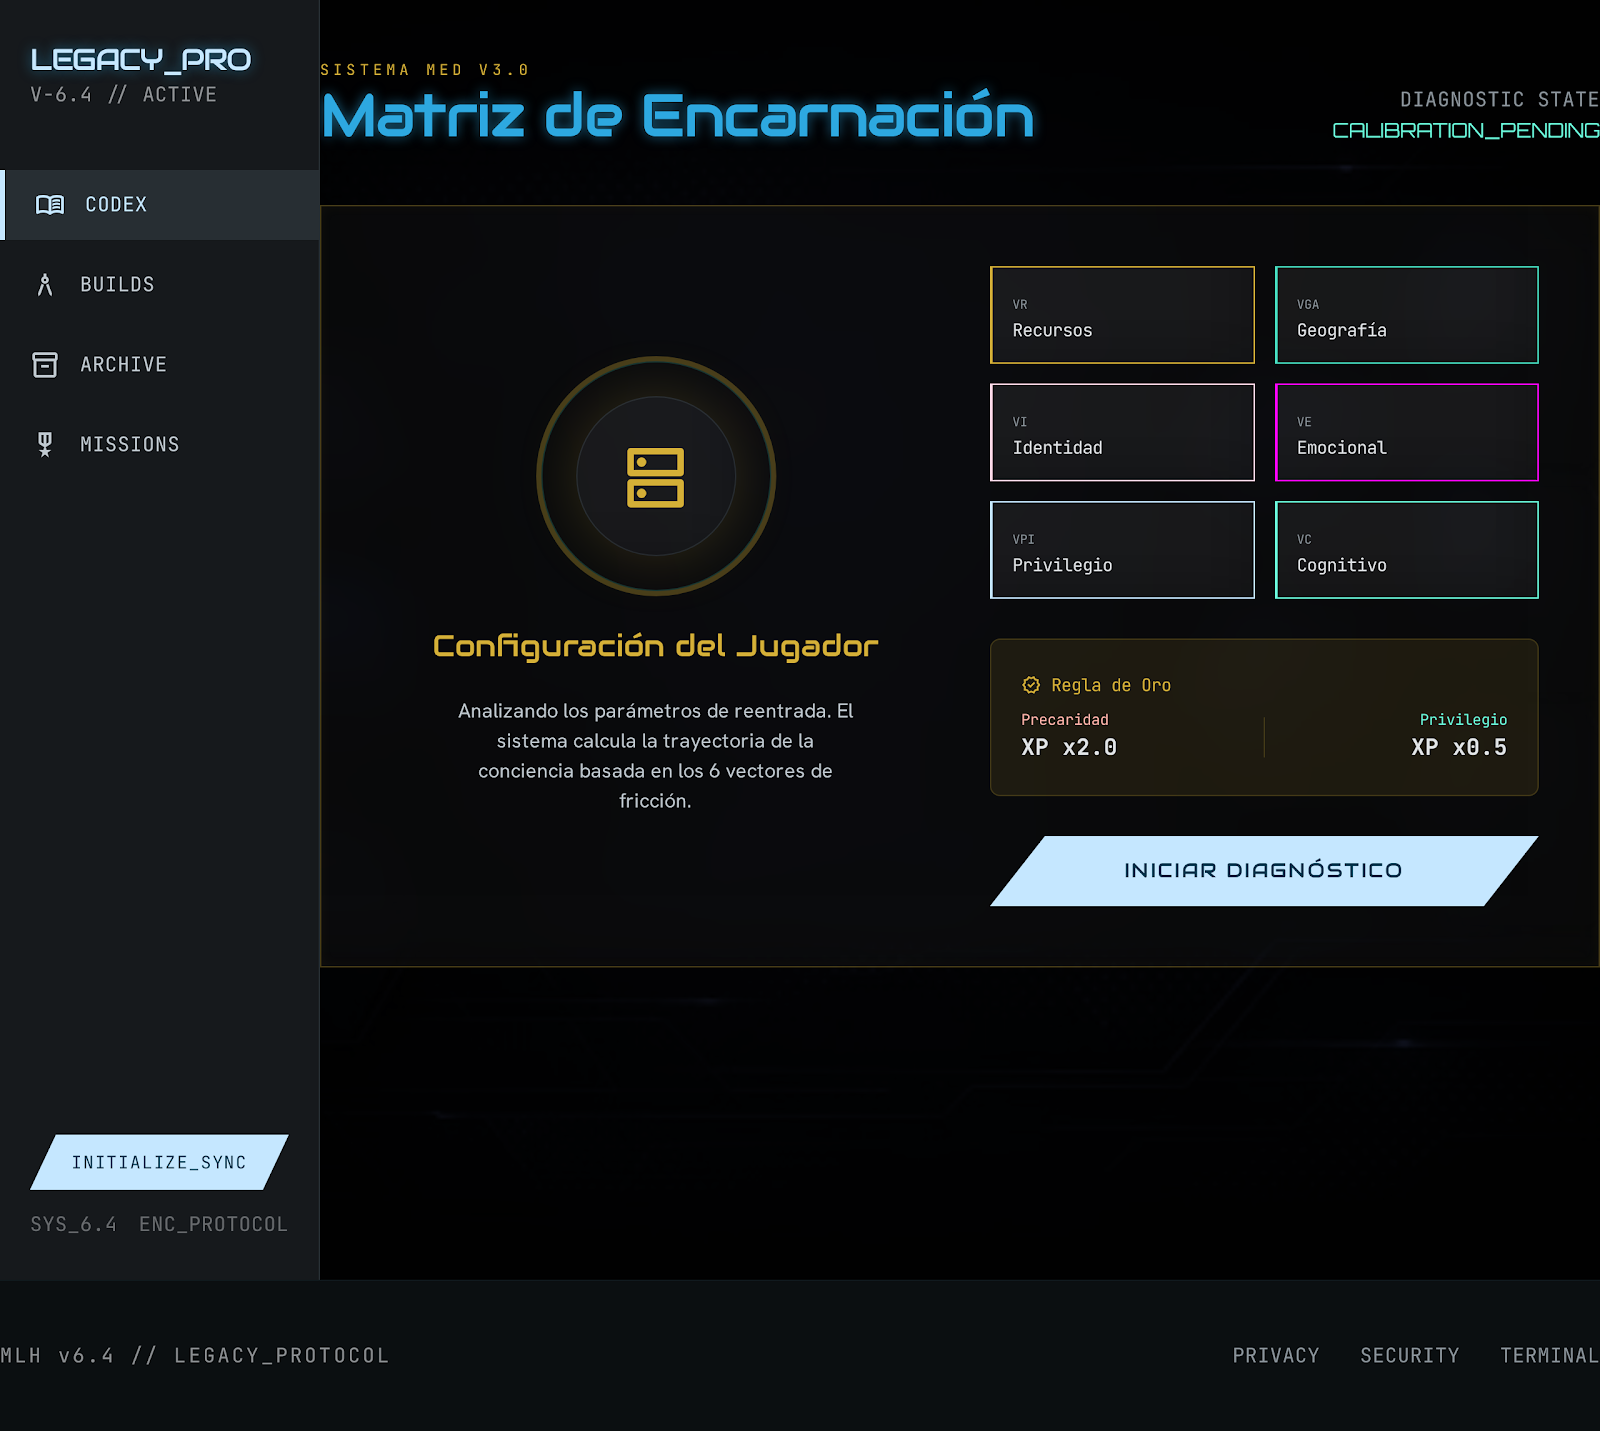 LEGACY_PRO
V-6.4 // ACTIVE
CODEX
BUILDS
ARCHIVE
MISSIONS
INITIALIZE_SYNC
SYS_6.4 ENC_PROTOCOL
SISTEMA MED V3.0
Matriz de Encarnación
DIAGNOSTIC STATE
CALIBRATION_PENDING
Configuración del Jugador
Analizando los parámetros de reentrada. El
sistema calcula la trayectoria de la
conciencia basada en los 6 vectores de
fricción.
VR
Recursos
VGA
Geografía
VI
Identidad
VE
Emocional
VPI
Privilegio
VC
Cognitivo
Regla de Oro
Precaridad
XP x2.0
Privilegio
XP x0.5
INICIAR DIAGNÓSTICO
MLH v6.4 // LEGACY_PROTOCOL
PRIVACY SECURITY TERMINAL